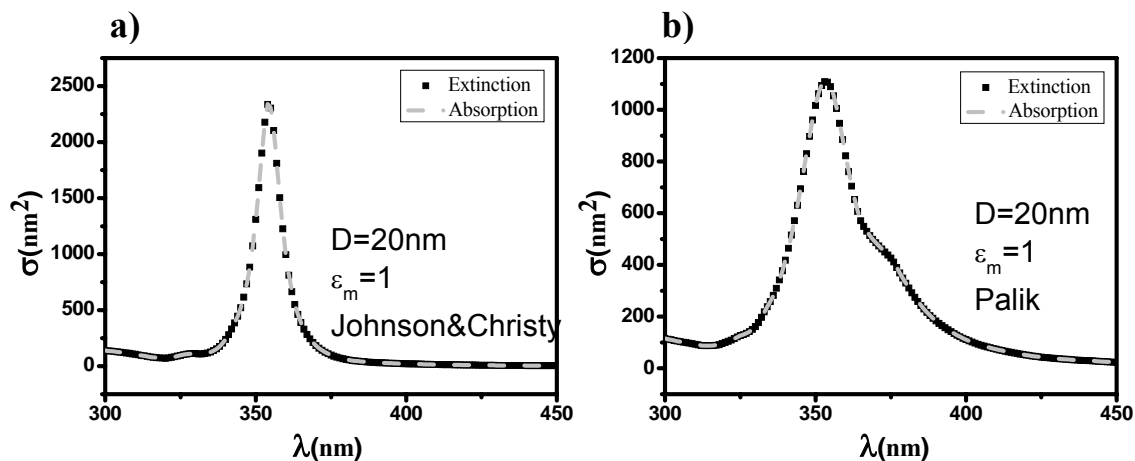 a)
2500
2000
1500
1000
500
0
300
350
400
450
σ(nm²)
λ(nm)
Extinction
Absorption
D=20nm
εₘ=1
Johnson&Christy
b)
1200
1000
800
600
400
200
0
300
350
400
450
σ(nm²)
λ(nm)
Extinction
Absorption
D=20nm
εₘ=1
Palik